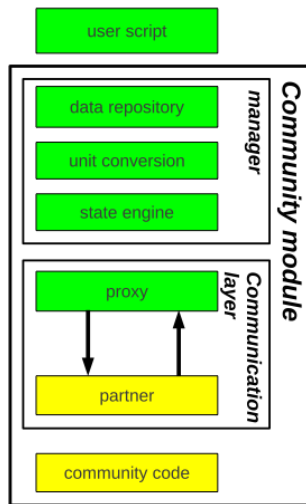 user script
Community module
manager
data repository
unit conversion
state engine
Communication
layer
proxy
partner
community code